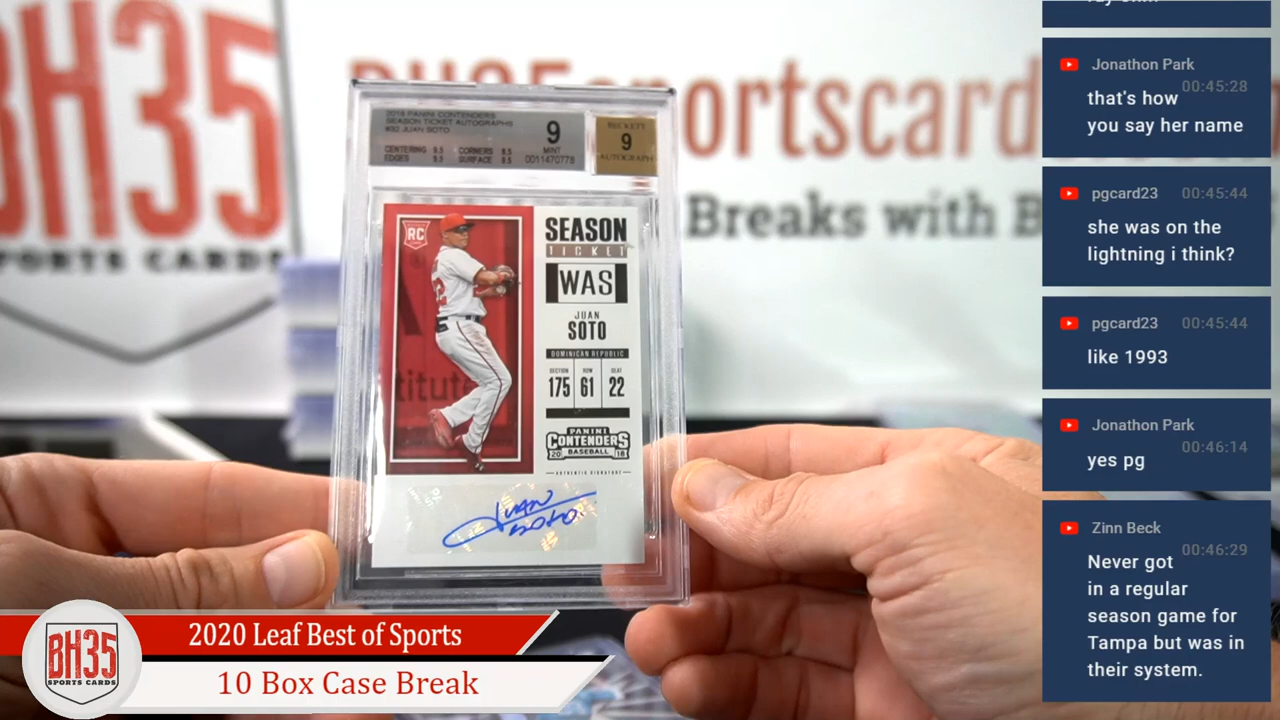 BH35
SPORTS CARDS
BH35sportscard
Breaks with B
2018 PANINI CONTENDERS
SEASON TICKET AUTOGRAPHS
#32 JUAN SOTO
CENTERING 9.5 CORNERS 8.5
EDGES 9.5 SURFACE 8.5
9
MINT
0011470778
BECKETT
9
AUTOGRAPH
RC
titute
SEASON
TICKET
WAS
JUAN
SOTO
DOMINICAN REPUBLIC
SECTION ROW SEAT
175 61 22
PANINI
CONTENDERS
20 BASEBALL 18
AUTHENTIC SIGNATURE
JUAN
SOTO
BH35
SPORTS CARDS
2020 Leaf Best of Sports
10 Box Case Break
Jonathon Park
00:45:28
that's how
you say her name
pgcard23 00:45:44
she was on the
lightning i think?
pgcard23 00:45:44
like 1993
Jonathon Park
00:46:14
yes pg
Zinn Beck
00:46:29
Never got
in a regular
season game for
Tampa but was in
their system.